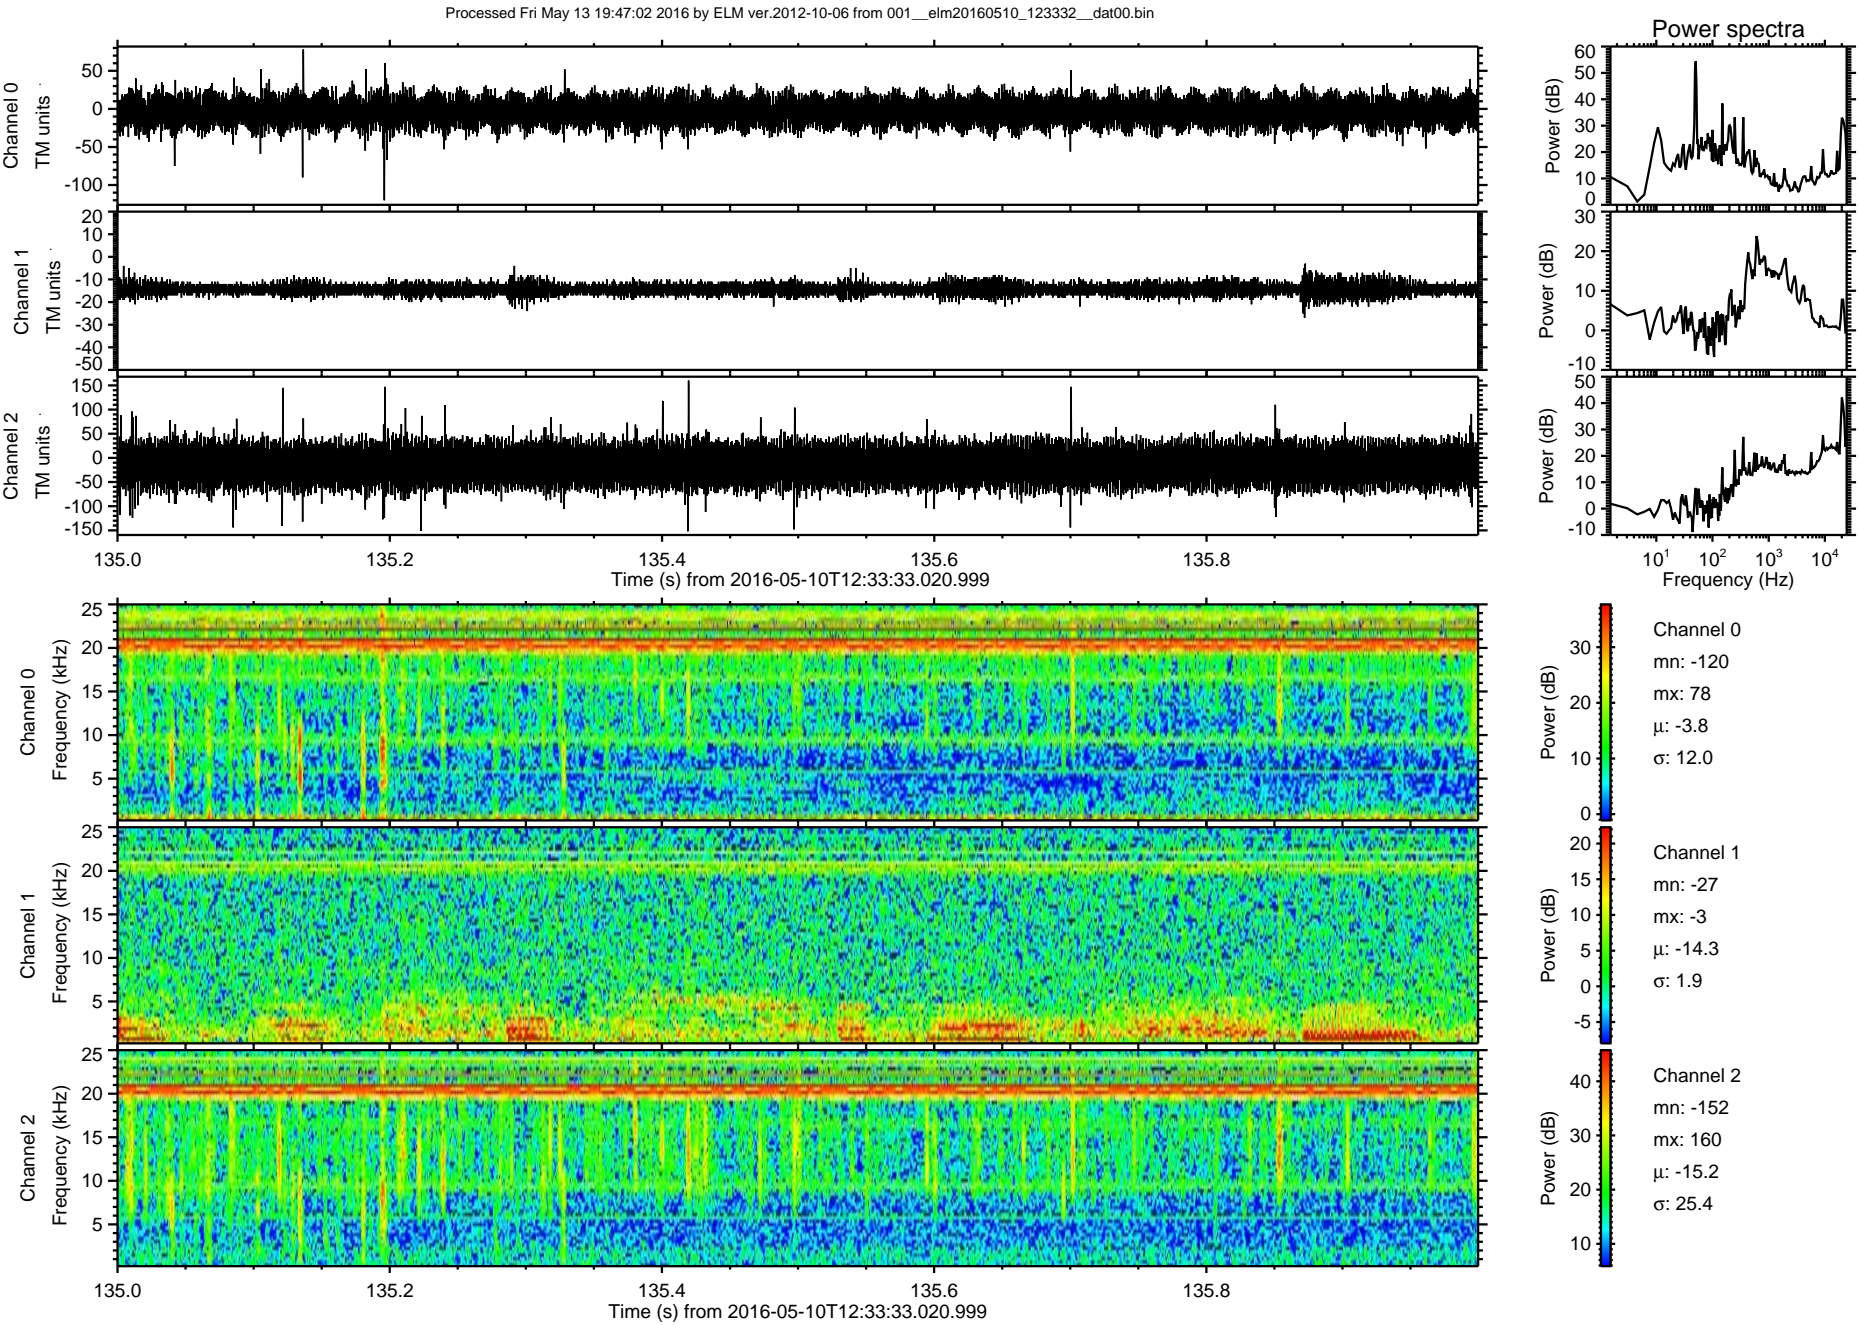 Processed Fri May 13 19:47:02 2016 by ELM ver.2012-10-06 from 001__elm20160510_123332__dat00.bin
Power spectra
Channel 0
TM units
50
0
-50
-100
Power (dB)
60
50
40
30
20
10
0
Channel 1
TM units
20
10
0
-10
-20
-30
-40
-50
Power (dB)
30
20
10
0
-10
Channel 2
TM units
150
100
50
0
-50
-100
-150
Power (dB)
50
40
30
20
10
0
-10
135.0 135.2 135.4 135.6 135.8
Time (s) from 2016-05-10T12:33:33.020.999
10¹ 10² 10³ 10⁴
Frequency (Hz)
Channel 0
Frequency (kHz)
25
20
15
10
5
Power (dB)
30
20
10
0
Channel 0
mn: -120
mx: 78
μ: -3.8
σ: 12.0
Channel 1
Frequency (kHz)
25
20
15
10
5
Power (dB)
20
15
10
5
0
-5
Channel 1
mn: -27
mx: -3
μ: -14.3
σ: 1.9
Channel 2
Frequency (kHz)
25
20
15
10
5
Power (dB)
40
30
20
10
Channel 2
mn: -152
mx: 160
μ: -15.2
σ: 25.4
135.0 135.2 135.4 135.6 135.8
Time (s) from 2016-05-10T12:33:33.020.999